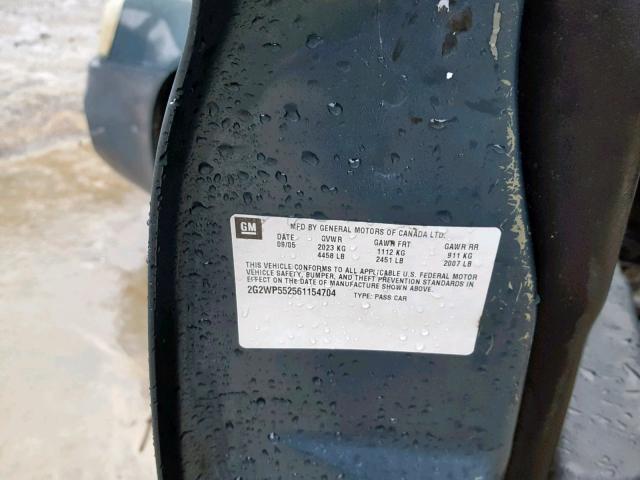 GM MFD BY GENERAL MOTORS OF CANADA LTD.
DATE GVWR GAWR FRT GAWR RR
09/05 2023 KG 1112 KG 911 KG
4458 LB 2451 LB 2007 LB
THIS VEHICLE CONFORMS TO ALL APPLICABLE U.S. FEDERAL MOTOR
VEHICLE SAFETY, BUMPER, AND THEFT PREVENTION STANDARDS IN
EFFECT ON THE DATE OF MANUFACTURE SHOWN ABOVE.
2G2WP552561154704 TYPE: PASS CAR